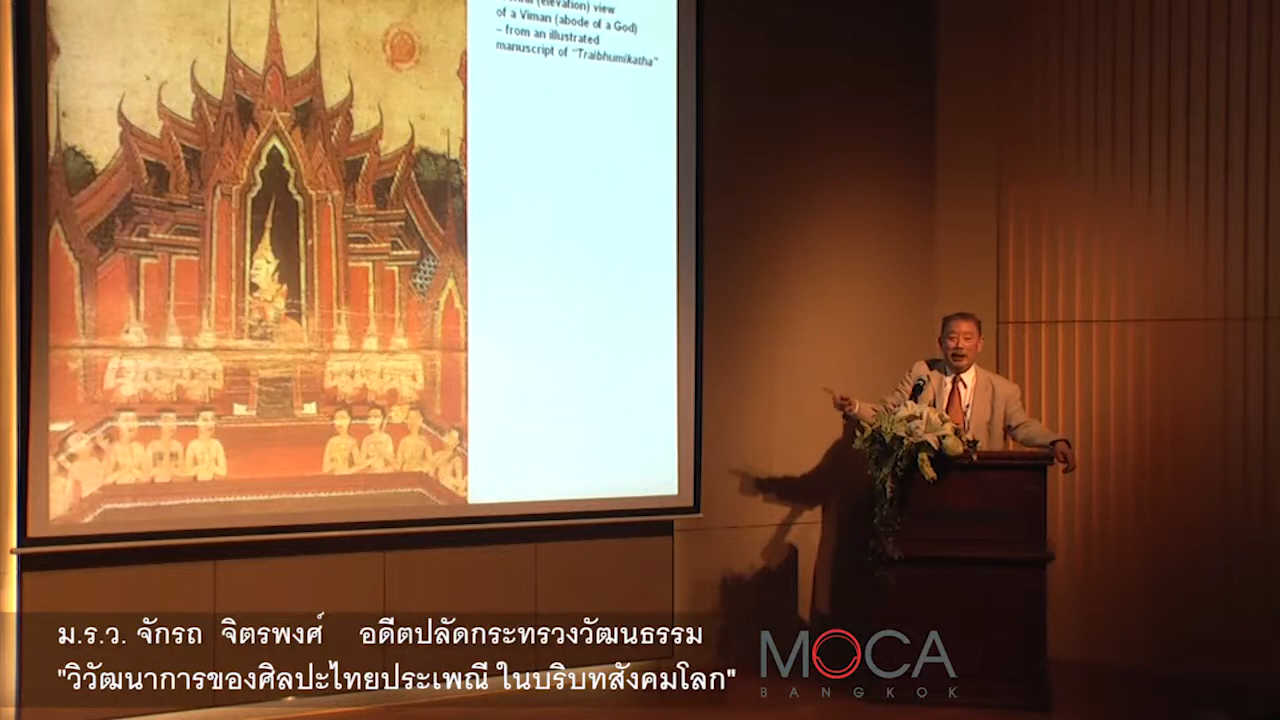 (elevation) view
of a Viman (abode of a God)
– from an illustrated
manuscript of "Traibhumikatha"
ม.ร.ว. จักรถ จิตรพงศ์ อดีตปลัดกระทรวงวัฒนธรรม
"วิวัฒนาการของศิลปะไทยประเพณี ในบริบทสังคมโลก"
MOCA
BANGKOK